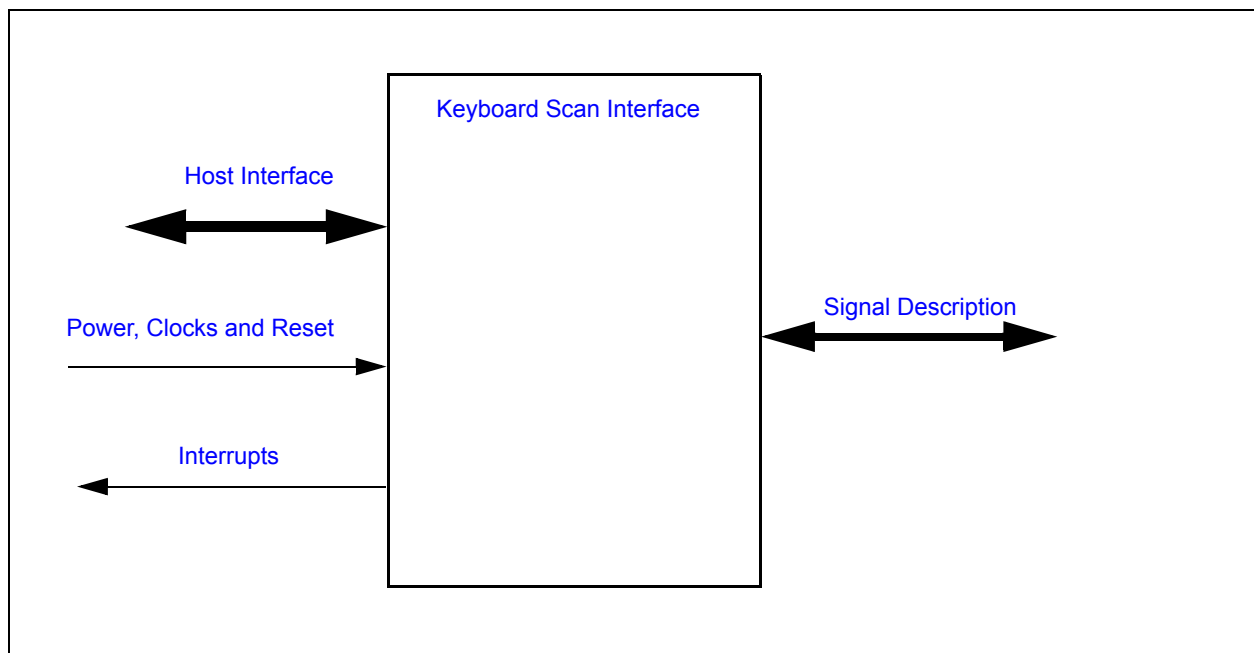 Keyboard Scan Interface
Host Interface
Signal Description
Power, Clocks and Reset
Interrupts